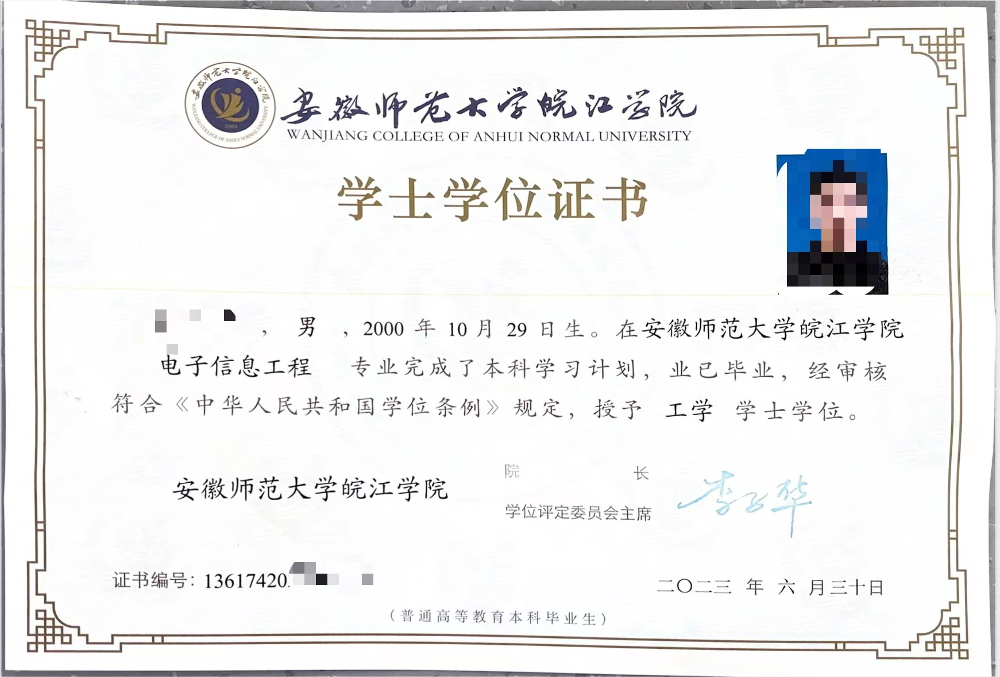 安徽师范大学皖江学院
WANJIANG COLLEGE OF ANHUI NORMAL UNIVERSITY
2004
安徽师范大学皖江学院
WANJIANG COLLEGE OF ANHUI NORMAL UNIVERSITY
学士学位证书
，男，2000 年 10 月 29 日生。在安徽师范大学皖江学院
电子信息工程 专业完成了本科学习计划，业已毕业，经审核
符合《中华人民共和国学位条例》规定，授予 工学 学士学位。
院 长
安徽师范大学皖江学院
学位评定委员会主席
证书编号：13617420
二〇二三 年 六 月三十日
（普通高等教育本科毕业生）